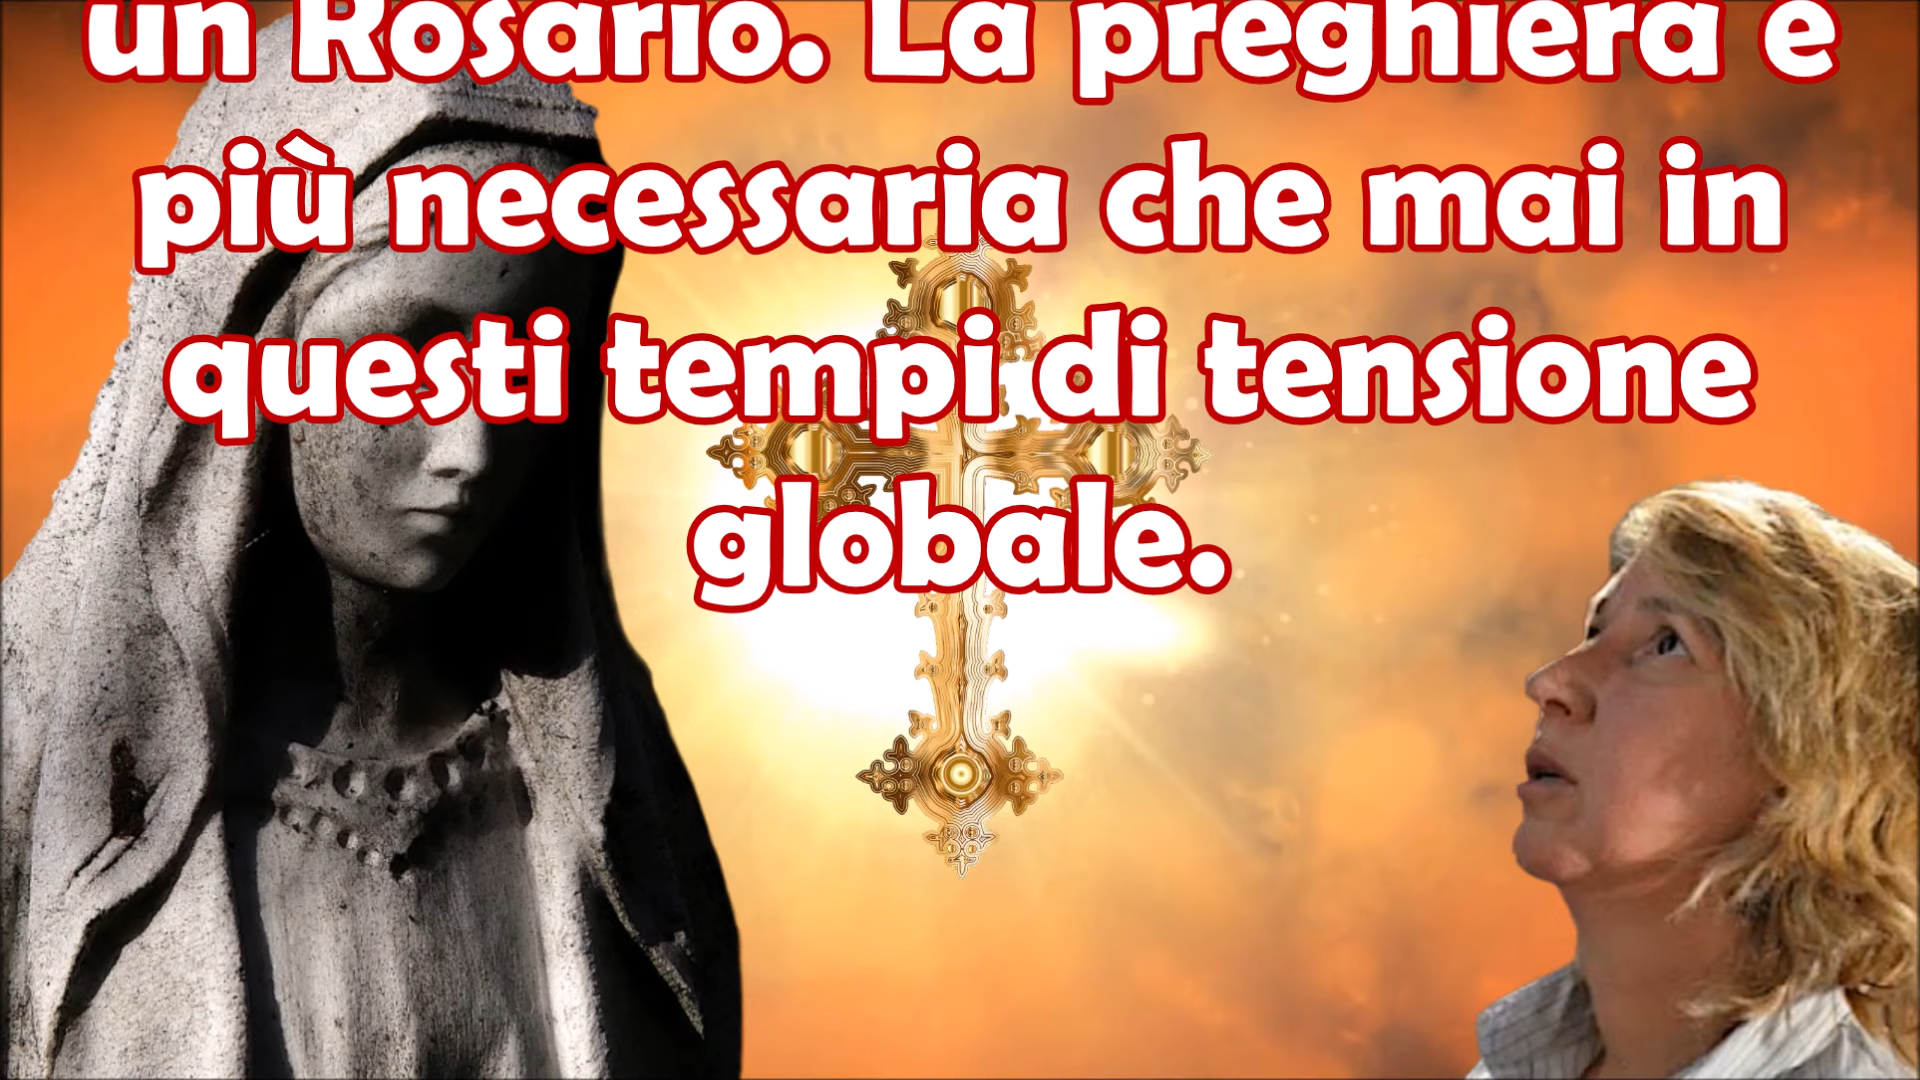 un Rosario. La preghiera è
più necessaria che mai in
questi tempi di tensione
globale.